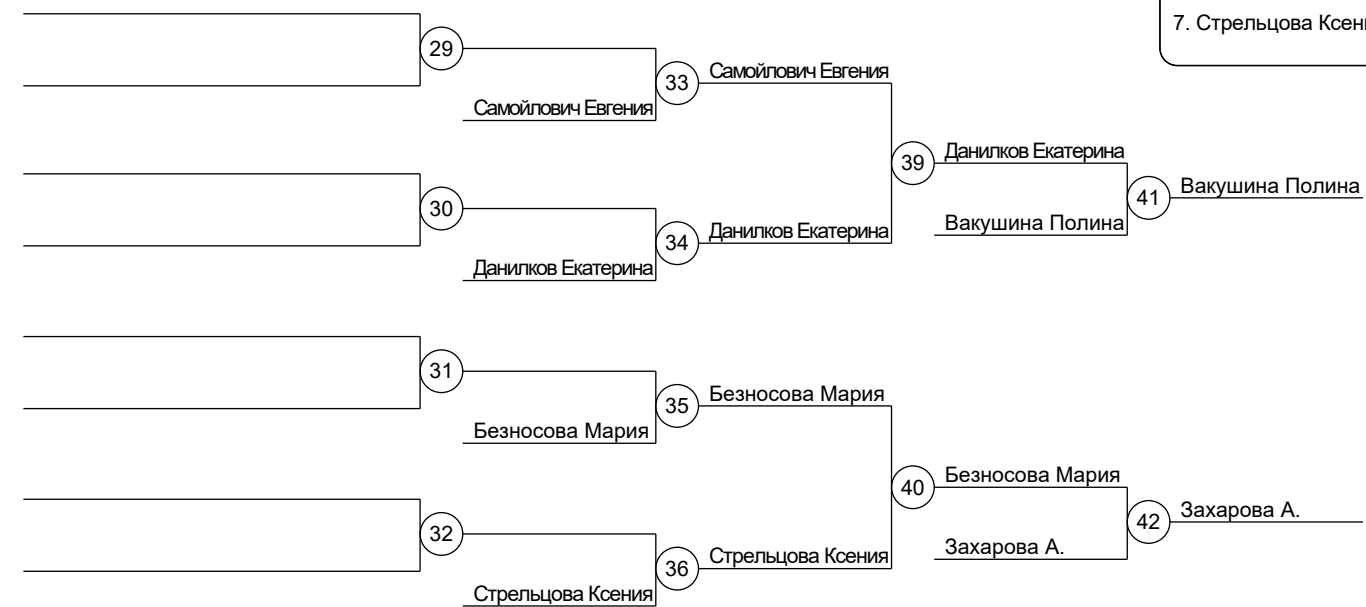 7. Стрельцова Ксени
29
33
Самойлович Евгения
Самойлович Евгения
39
Данилков Екатерина
41
Вакушина Полина
30
34
Данилков Екатерина
Вакушина Полина
Данилков Екатерина
31
35
Безносова Мария
Безносова Мария
40
Безносова Мария
42
Захарова А.
32
36
Стрельцова Ксения
Захарова А.
Стрельцова Ксения